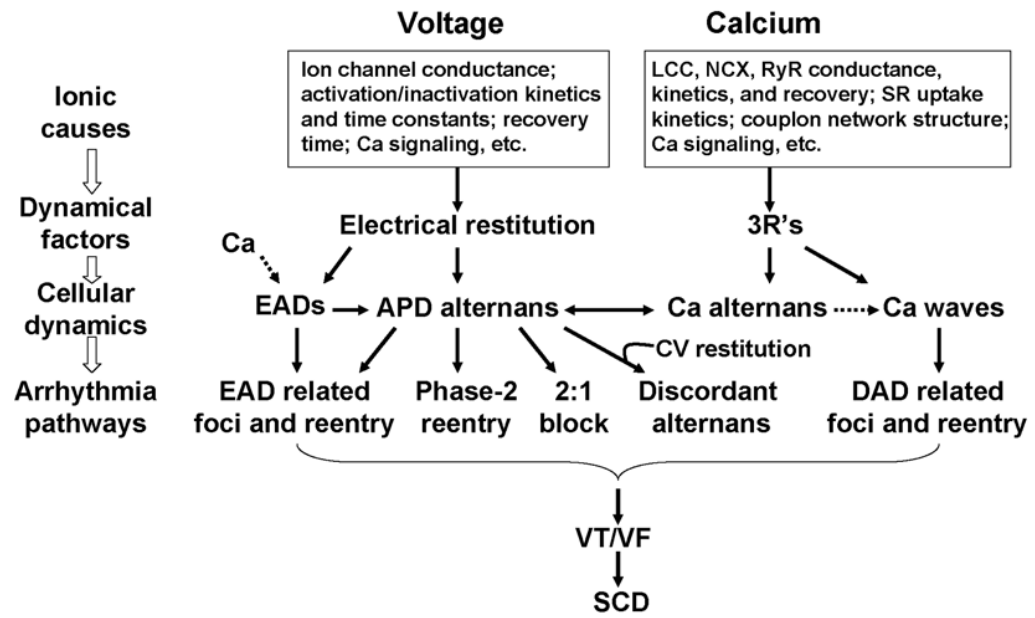 Voltage
Calcium
Ionic
causes
Ion channel conductance;
activation/inactivation kinetics
and time constants; recovery
time; Ca signaling, etc.
LCC, NCX, RyR conductance,
kinetics, and recovery; SR uptake
kinetics; couplon network structure;
Ca signaling, etc.
Dynamical
factors
Electrical restitution
3R's
Ca
Cellular
dynamics
EADs
APD alternans
Ca alternans
Ca waves
CV restitution
Arrhythmia
pathways
EAD related
foci and reentry
Phase-2
reentry
2:1
block
Discordant
alternans
DAD related
foci and reentry
VT/VF
SCD